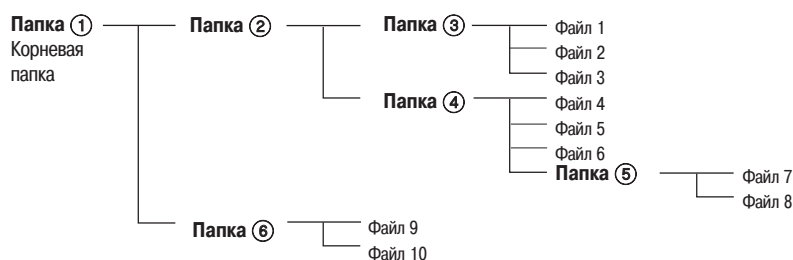 Папка ① Папка ② Папка ③ Файл 1
Корневая Файл 2
папка Файл 3
Папка ④ Файл 4
Файл 5
Файл 6
Папка ⑤ Файл 7
Файл 8
Папка ⑥ Файл 9
Файл 10